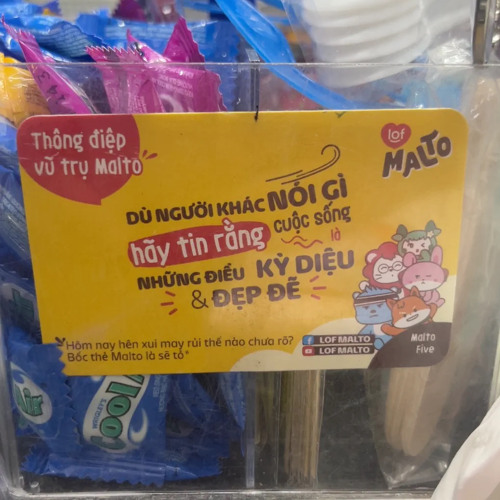 Thông điệp
vũ trụ Malto
lof
MALTO
DÙ NGƯỜI KHÁC NÓI GÌ
hãy tin rằng cuộc sống
là
NHỮNG ĐIỀU KỲ DIỆU
& ĐẸP ĐẼ
Hôm nay hên xui may rủi thế nào chưa rõ?
Bốc thẻ Malto là sẽ tỏ*
LOF MALTO
LOF MALTO
Malto
Five